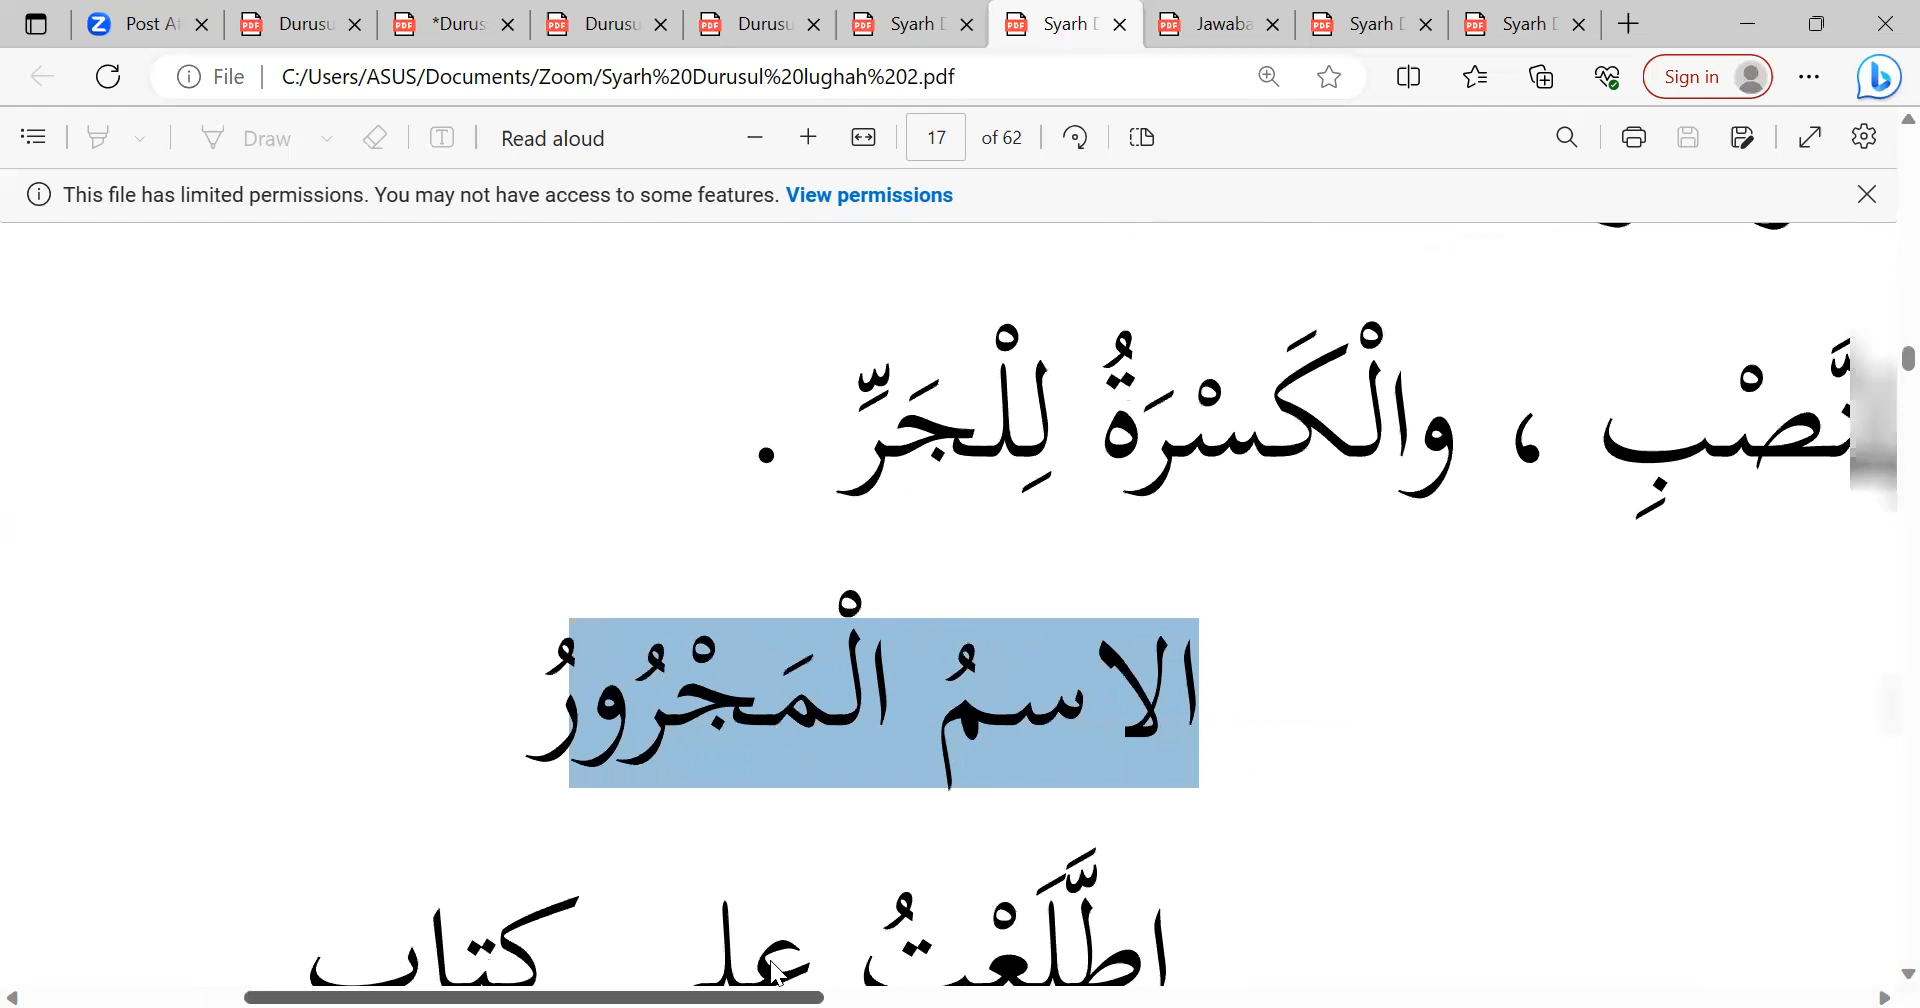 Post At
Durusu
*Durus
Durusu
Durusu
Syarh D
Syarh D
Jawaba
Syarh D
Syarh D
File C:/Users/ASUS/Documents/Zoom/Syarh%20Durusul%20lughah%202.pdf
Sign in
Draw
Read aloud
17 of 62
This file has limited permissions. You may not have access to some features. View permissions
، والْكَسْرَةُ لِلْجَرِّ .
الاسمُ الْمَجْرُورُ
اطَّلَعْتُ على كتاب